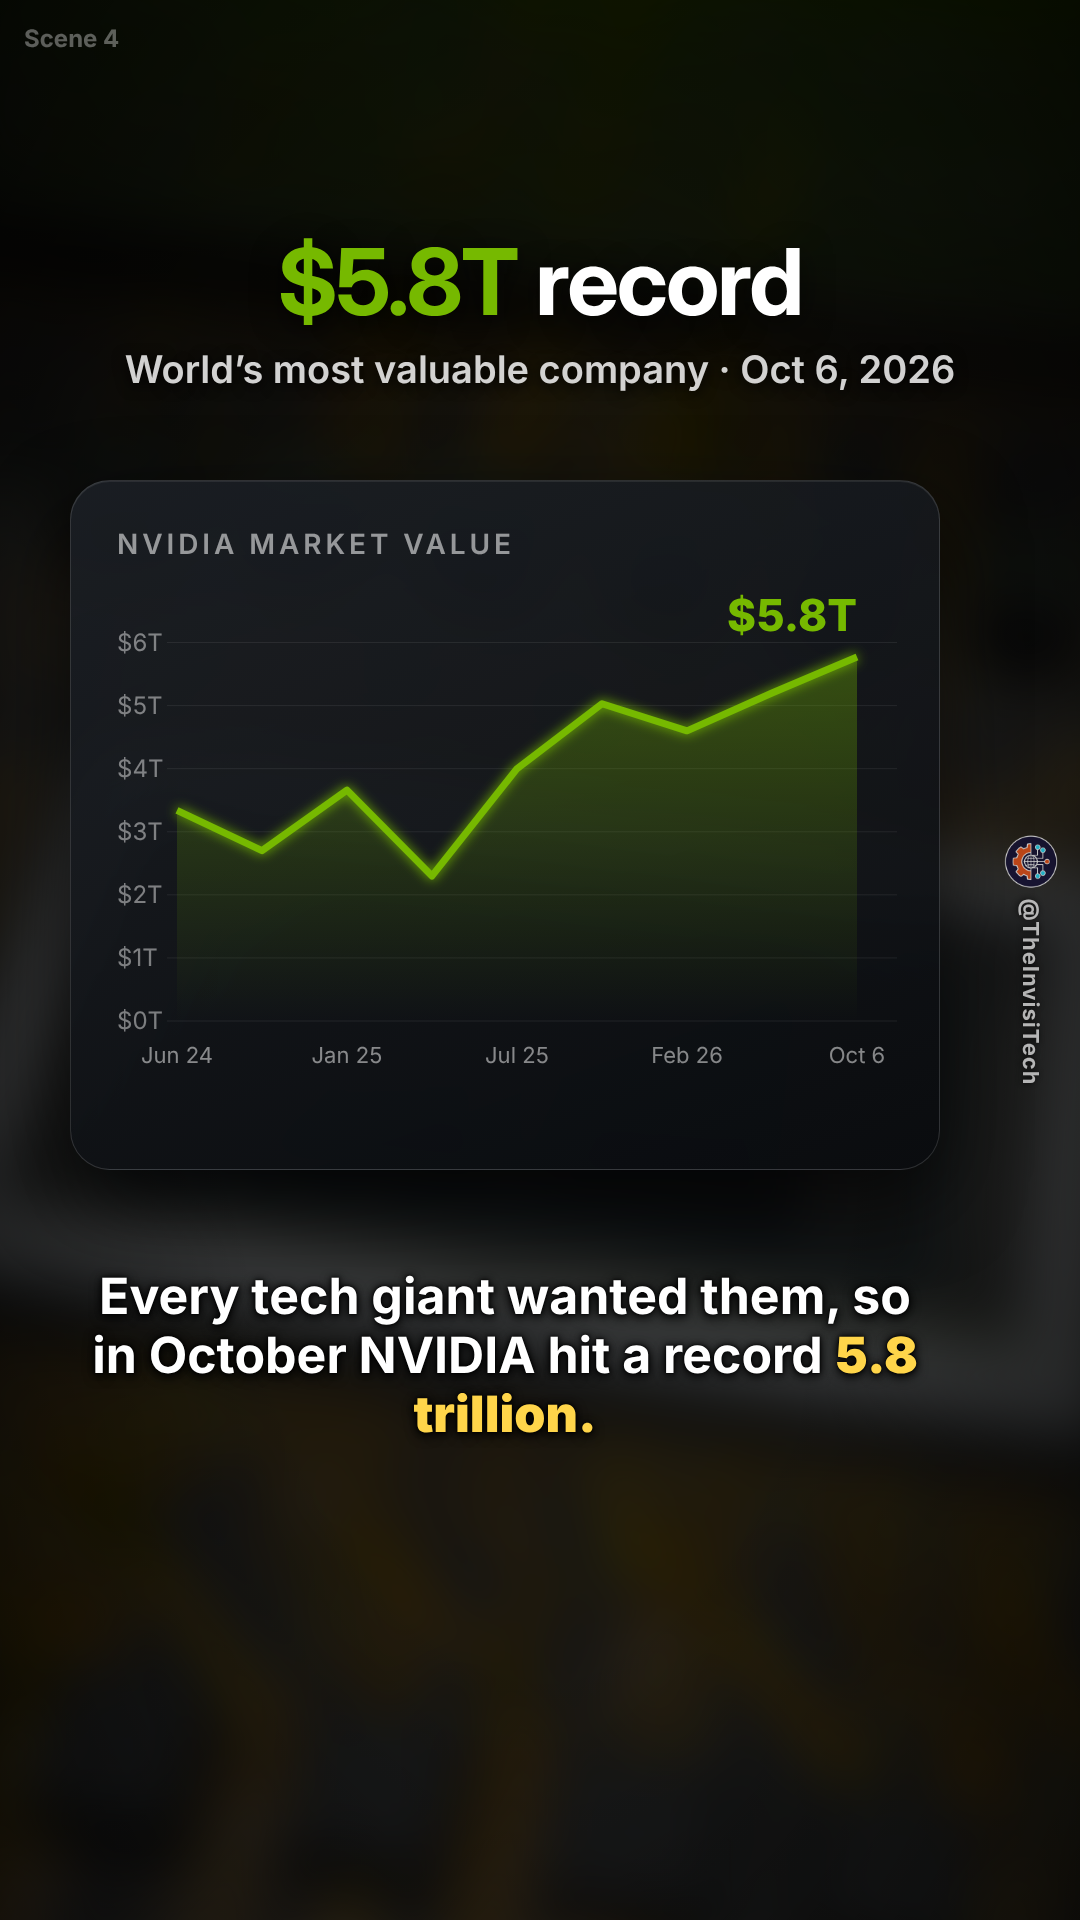 Scene 4
$5.8T record
World’s most valuable company · Oct 6, 2026
NVIDIA MARKET VALUE
$5.8T
$6T
$5T
$4T
$3T
$2T
$1T
$0T
Jun 24 Jan 25 Jul 25 Feb 26 Oct 6
@TheInvisiTech
Every tech giant wanted them, so
in October NVIDIA hit a record 5.8
trillion.